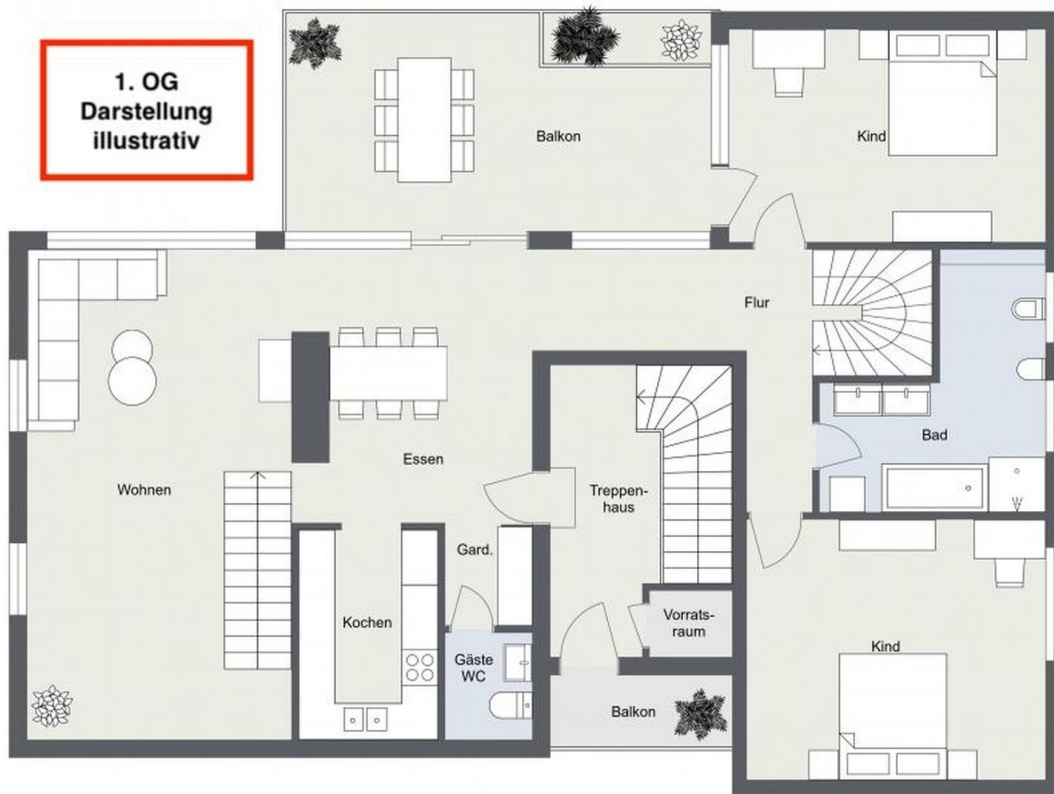 1. OG
Darstellung
illustrativ
Balkon
Kind
Flur
Essen
Bad
Wohnen
Treppen-
haus
Gard.
Kochen
Vorrats-
raum
Gäste
WC
Kind
Balkon